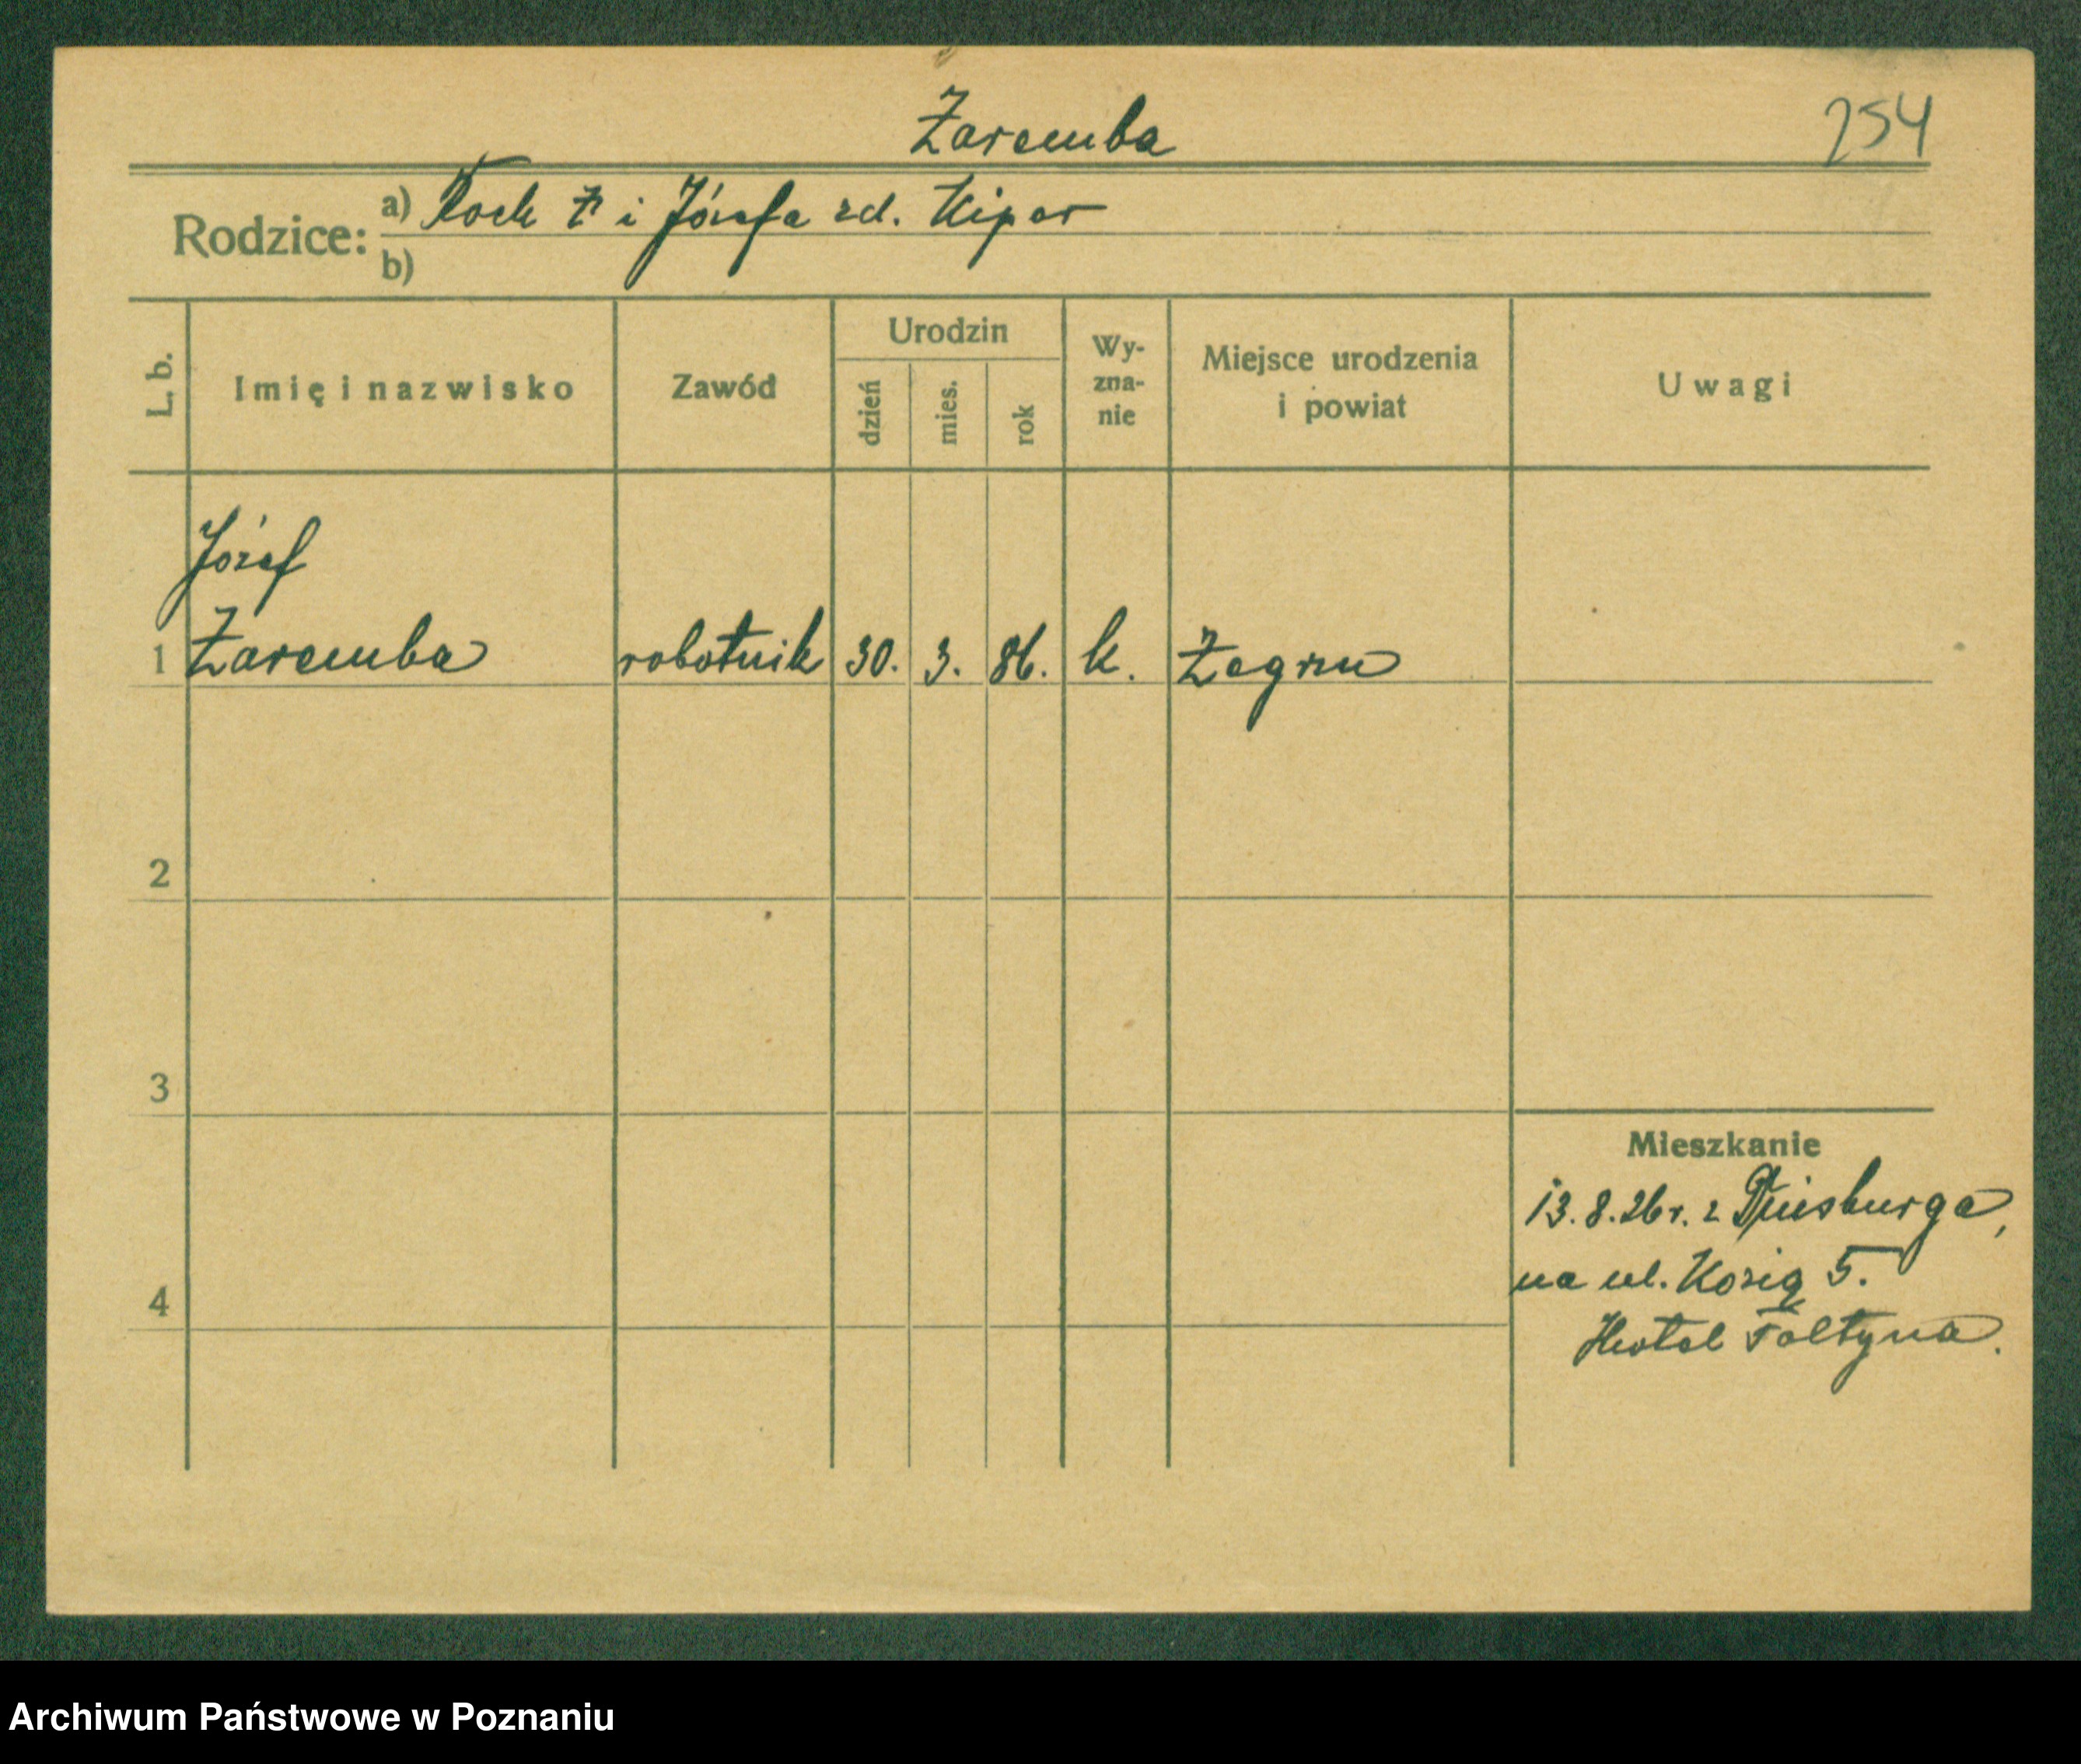 Zaremba
254
Rodzice: a) Roch Z. i Józefa zd. Kiper
b)
L. b.
Imię i nazwisko
Zawód
Urodzin
dzień
mies.
rok
Wy-
zna-
nie
Miejsce urodzenia
i powiat
Uwagi
Józef
1 Zaremba robotnik 30. 3. 86. k.
2
3
Mieszkanie
13.8.26 r. z Duisburga,
na ul. Kozią 5.
4
Hotel Foltyna.
Archiwum Państwowe w Poznaniu